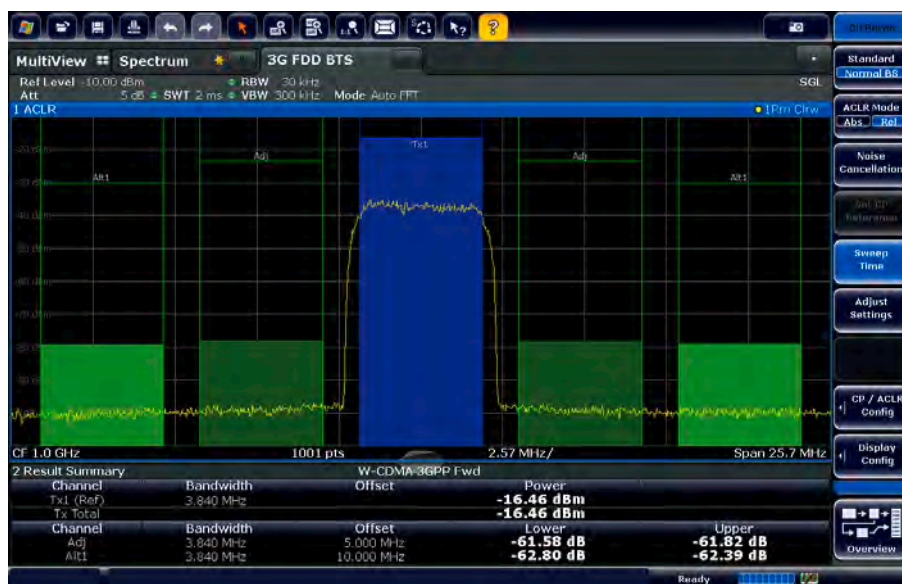 MultiView Spectrum 3G FDD BTS
Ref Level -10.00 dBm RBW 30 kHz SGL
Att 5 dB SWT 2 ms VBW 300 kHz Mode Auto FFT
1 ACLR 1Rm Clrw
Tx1
Adj Adj
Alt1 Alt1
CF 1.0 GHz 1001 pts 2.57 MHz/ Span 25.7 MHz
2 Result Summary W-CDMA 3GPP Fwd
Channel Bandwidth Offset Power
Tx1 (Ref) 3.840 MHz -16.46 dBm
Tx Total -16.46 dBm
Channel Bandwidth Offset Lower Upper
Adj 3.840 MHz 5.000 MHz -61.58 dB -61.82 dB
Alt1 3.840 MHz 10.000 MHz -62.80 dB -62.39 dB
Ready
Standard
Normal BS
ACLR Mode
Abs Rel
Noise
Cancellation
Reference
Sweep
Time
Adjust
Settings
CP / ACLR
Config
Display
Config
Overview